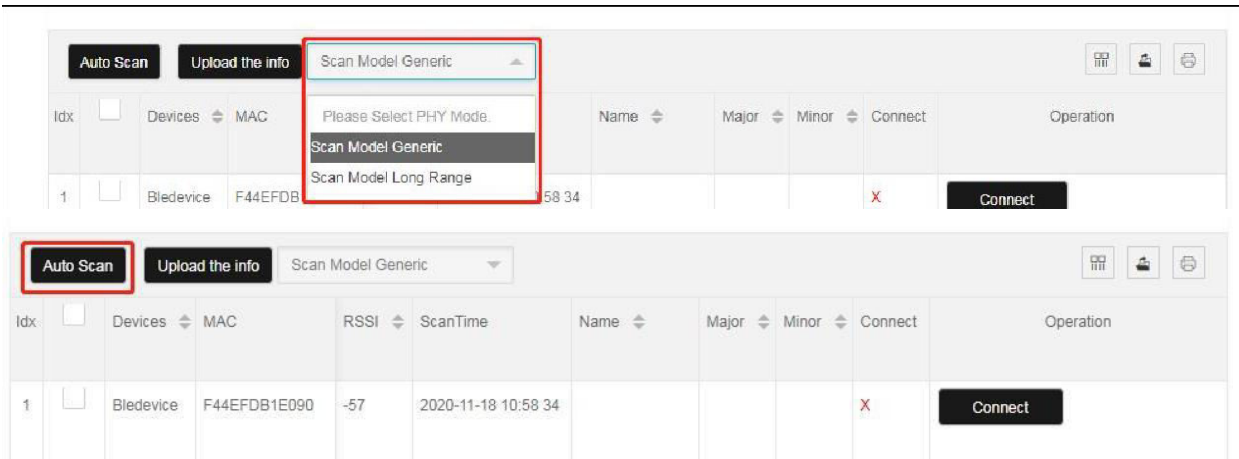 Auto Scan Upload the info Scan Model Generic
Idx Devices MAC Please Select PHY Mode. Name Major Minor Connect Operation
Scan Model Generic
Scan Model Long Range
1 Bledevice F44EFDB 58 34 X Connect
Auto Scan Upload the info Scan Model Generic
Idx Devices MAC RSSI ScanTime Name Major Minor Connect Operation
1 Bledevice F44EFDB1E090 -57 2020-11-18 10:58 34 X Connect